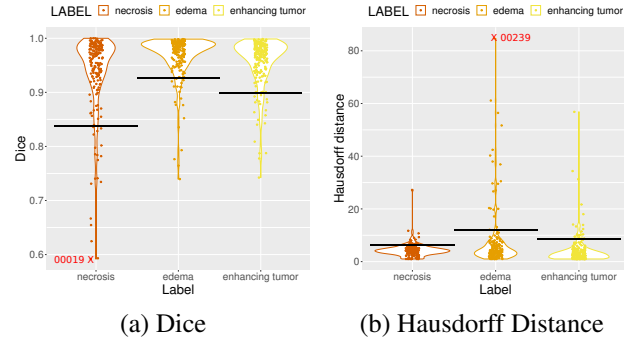 LABEL necrosis edema enhancing tumor
1.0
0.9
0.8
0.7
0.6
Dice
00019 X
necrosis edema enhancing tumor
Label
(a) Dice
LABEL necrosis edema enhancing tumor
80
60
40
20
0
Hausdorff distance
X 00239
necrosis edema enhancing tumor
Label
(b) Hausdorff Distance